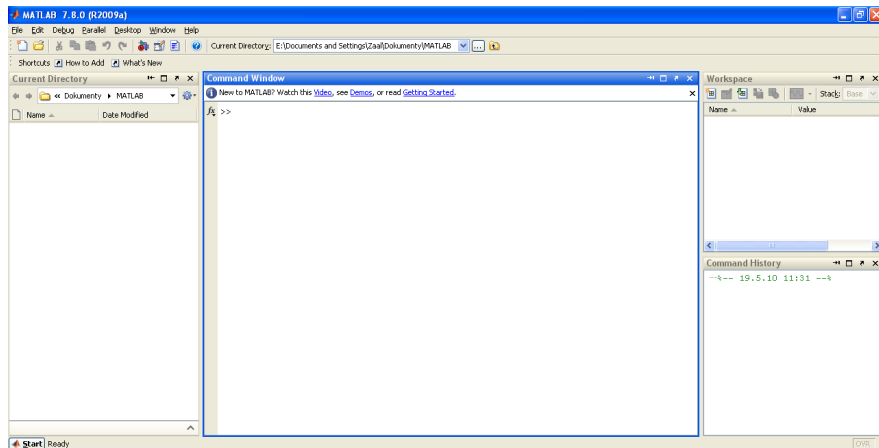 MATLAB 7.8.0 (R2009a)
File Edit Debug Parallel Desktop Window Help
Current Directory: E:\Documents and Settings\Zaal\Dokumenty\MATLAB
Shortcuts How to Add What's New
Current Directory
« Dokumenty MATLAB
Name Date Modified
Command Window
New to MATLAB? Watch this Video, see Demos, or read Getting Started.
fx >>
Workspace
Stack: Base
Name Value
Command History
%-- 19.5.10 11:31 --%
Start Ready
OVR